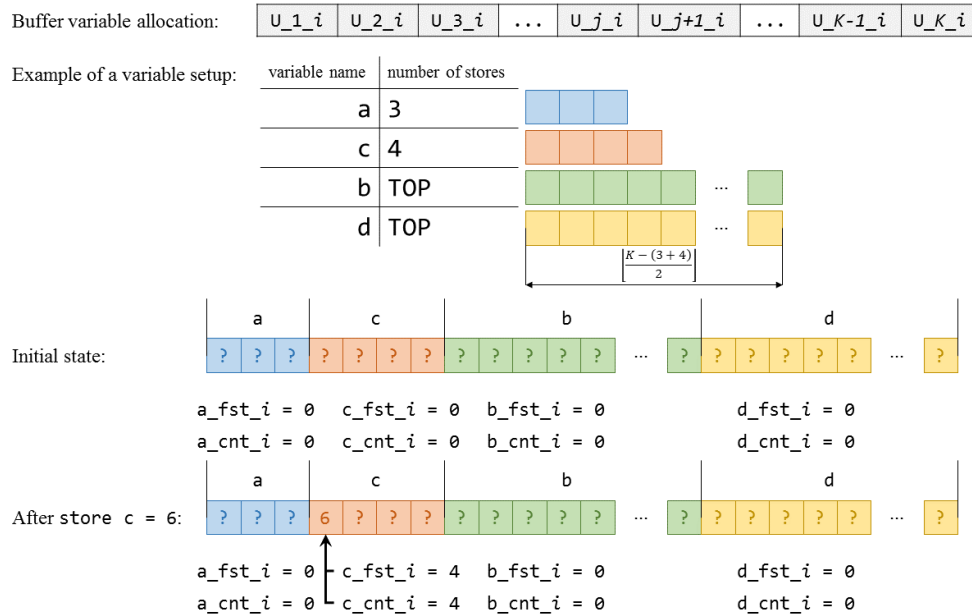 Buffer variable allocation: U_1_i U_2_i U_3_i ... U_j_i U_j+1_i ... U_K-1_i U_K_i
Example of a variable setup: variable name number of stores
a 3
c 4
b TOP ...
d TOP ...
⌊K − (3 + 4) / 2⌋
a c b d
Initial state: ? ? ? ? ? ? ? ? ? ? ? ? ... ? ? ? ? ? ? ... ?
a_fst_i = 0 c_fst_i = 0 b_fst_i = 0 d_fst_i = 0
a_cnt_i = 0 c_cnt_i = 0 b_cnt_i = 0 d_cnt_i = 0
a c b d
After store c = 6: ? ? ? 6 ? ? ? ? ? ? ? ? ... ? ? ? ? ? ? ... ?
a_fst_i = 0 c_fst_i = 4 b_fst_i = 0 d_fst_i = 0
a_cnt_i = 0 c_cnt_i = 4 b_cnt_i = 0 d_cnt_i = 0